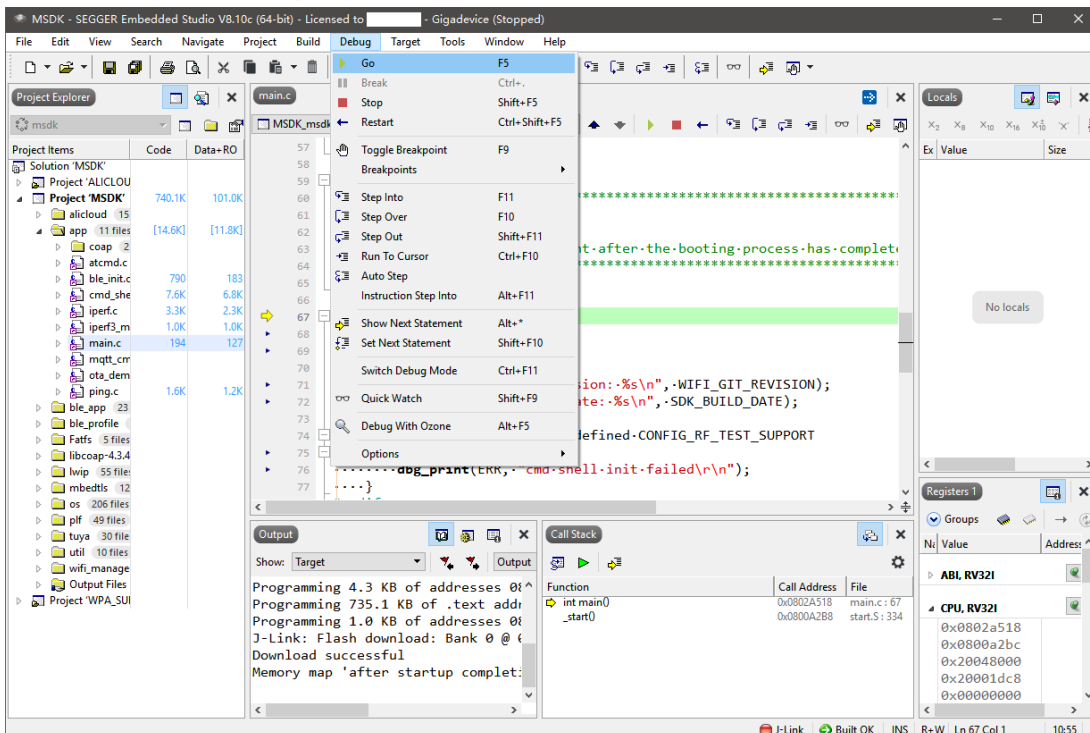 MSDK - SEGGER Embedded Studio V8.10c (64-bit) - Licensed to - Gigadevice (Stopped)
File Edit View Search Navigate Project Build Debug Target Tools Window Help
Go F5
Break Ctrl+.
Stop Shift+F5
Restart Ctrl+Shift+F5
Toggle Breakpoint F9
Breakpoints
Step Into F11
Step Over F10
Step Out Shift+F11
Run To Cursor Ctrl+F10
Auto Step
Instruction Step Into Alt+F11
Show Next Statement Alt+*
Set Next Statement Shift+F10
Switch Debug Mode Ctrl+F11
Quick Watch Shift+F9
Debug With Ozone Alt+F5
Options
Project Explorer
msdk
Project Items Code Data+RO
Solution 'MSDK'
Project 'ALICLOU
Project 'MSDK' 740.1K 101.0K
alicloud 15
app 11 files [14.6K] [11.8K]
coap 2
atcmd.c
ble_init.c 790 183
cmd_she 7.6K 6.8K
iperf.c 3.3K 2.3K
iperf3_m 1.0K 1.0K
main.c 194 127
mqtt_cm
ota_dem
ping.c 1.6K 1.2K
ble_app 23
ble_profile
Fatfs 5 files
libcoap-4.3.4
lwip 55 file
mbedtls 12
os 206 files
plf 49 files
tuya 30 file
util 10 files
wifi_manage
Output Files
Project 'WPA_SUI
main.c
MSDK_msdk
57
58
59
60 ****************************************
61
62
63 t·after·the·booting·process·has·complete
64 ****************************************
65
66
67
68
69
70
71 ion:·%s\n",·WIFI_GIT_REVISION);
72 te:·%s\n",·SDK_BUILD_DATE);
73
74 defined·CONFIG_RF_TEST_SUPPORT
75
76 ········dbg_print(ERR,·"cmd·shell·init·failed\r\n");
77 ····}
Output
Show: Target Output
Programming 4.3 KB of addresses 08
Programming 735.1 KB of .text addr
Programming 1.0 KB of addresses 08
J-Link: Flash download: Bank 0 @ 0
Download successful
Memory map 'after startup completi
Call Stack
Function Call Address File
int main() 0x0802A518 main.c : 67
_start() 0x0800A2B8 start.S : 334
Locals
x2 x8 x10 x16 x±10 'x'
Ex Value Size
No locals
Registers 1
Groups
Na Value Address
ABI, RV32I
CPU, RV32I
0x0802a518
0x0800a2bc
0x20048000
0x20001dc8
0x00000000
J-Link Built OK INS R+W Ln 67 Col 1 10:55